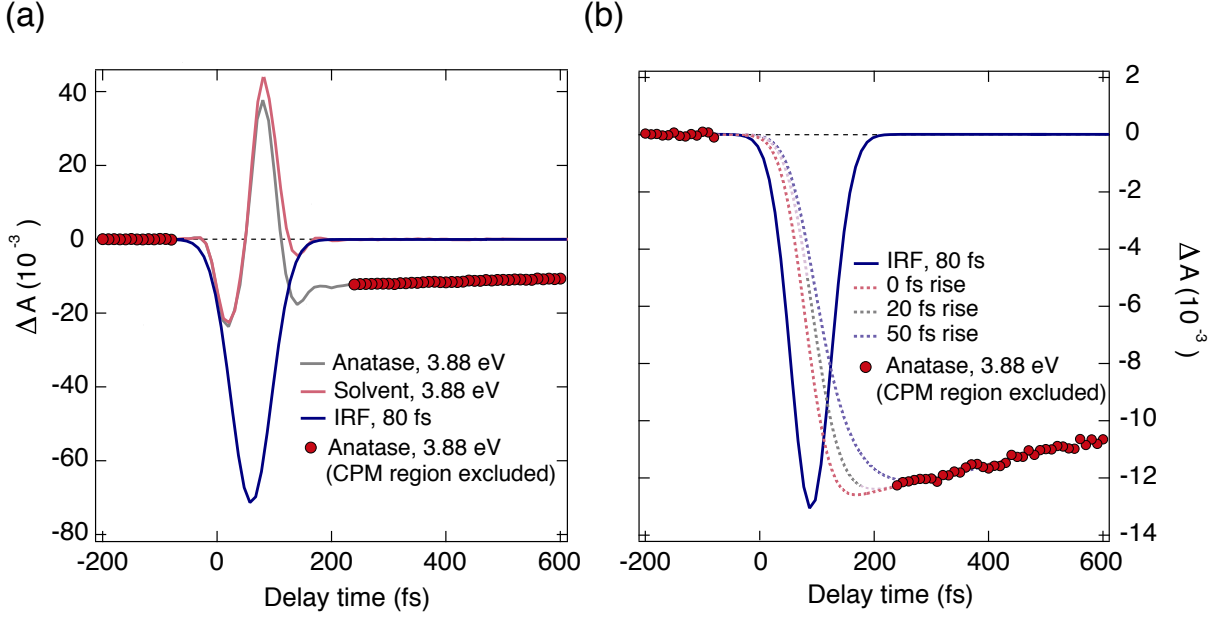 (a)
(b)
40
20
0
-20
-40
-60
-80
ΔA (10⁻³)
Anatase, 3.88 eV
Solvent, 3.88 eV
IRF, 80 fs
Anatase, 3.88 eV
(CPM region excluded)
-200 0 200 400 600
Delay time (fs)
2
0
-2
-4
-6
-8
-10
-12
-14
ΔA (10⁻³)
IRF, 80 fs
0 fs rise
20 fs rise
50 fs rise
Anatase, 3.88 eV
(CPM region excluded)
-200 0 200 400 600
Delay time (fs)